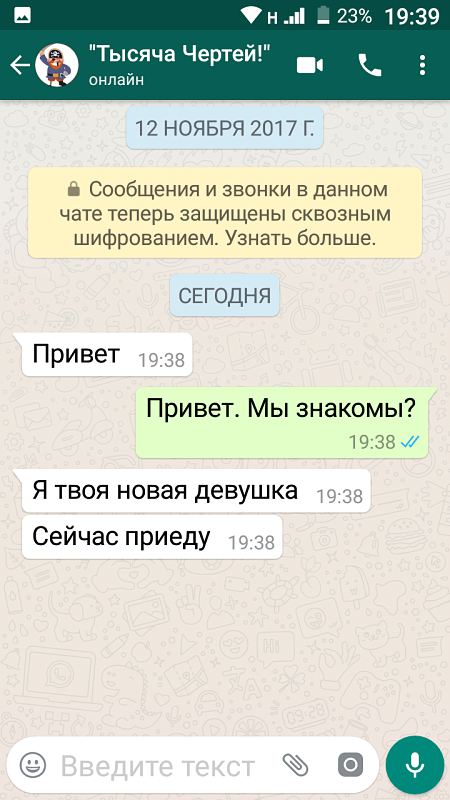 Н 23% 19:39
"Тысяча Чертей!"
онлайн
12 НОЯБРЯ 2017 Г.
Сообщения и звонки в данном
чате теперь защищены сквозным
шифрованием. Узнать больше.
СЕГОДНЯ
Привет 19:38
Привет. Мы знакомы?
19:38
Я твоя новая девушка 19:38
Сейчас приеду 19:38
Введите текст